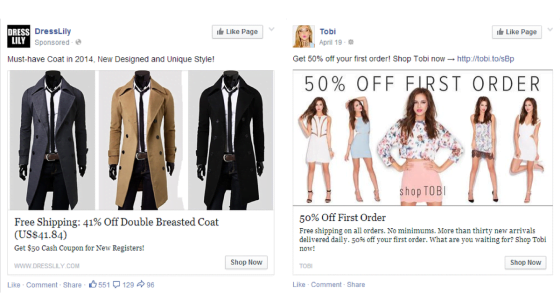 DRESS
LILY
DressLily
Sponsored ·
Like Page
Must-have Coat in 2014, New Designed and Unique Style!
Free Shipping: 41% Off Double Breasted Coat
(US$41.84)
Get $50 Cash Coupon for New Registers!
WWW.DRESSLILY.COM
Shop Now
Like · Comment · Share · 551 129 96
Tobi
April 19 ·
Like Page
Get 50% off your first order! Shop Tobi now → http://tobi.to/sBp
50% OFF FIRST ORDER
shopTOBI
50% Off First Order
Free shipping on all orders. No minimums. More than thirty new arrivals
delivered daily. 50% off your first order. What are you waiting for? Shop Tobi
now!
TOBI
Shop Now
Like · Comment · Share